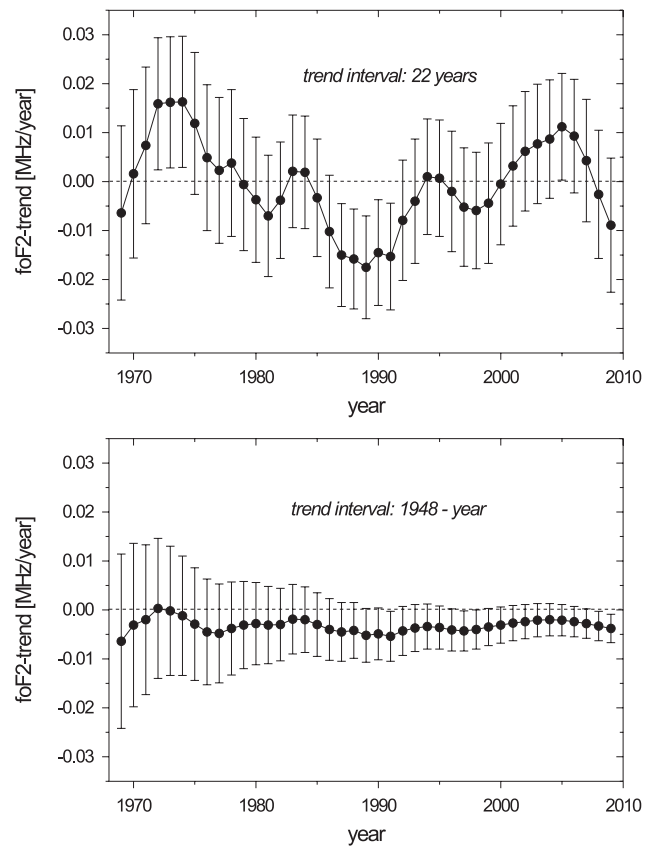 0.03
0.02
0.01
0.00
-0.01
-0.02
-0.03
foF2-trend [MHz/year]
trend interval: 22 years
1970 1980 1990 2000 2010
year
0.03
0.02
0.01
0.00
-0.01
-0.02
-0.03
foF2-trend [MHz/year]
trend interval: 1948 - year
1970 1980 1990 2000 2010
year